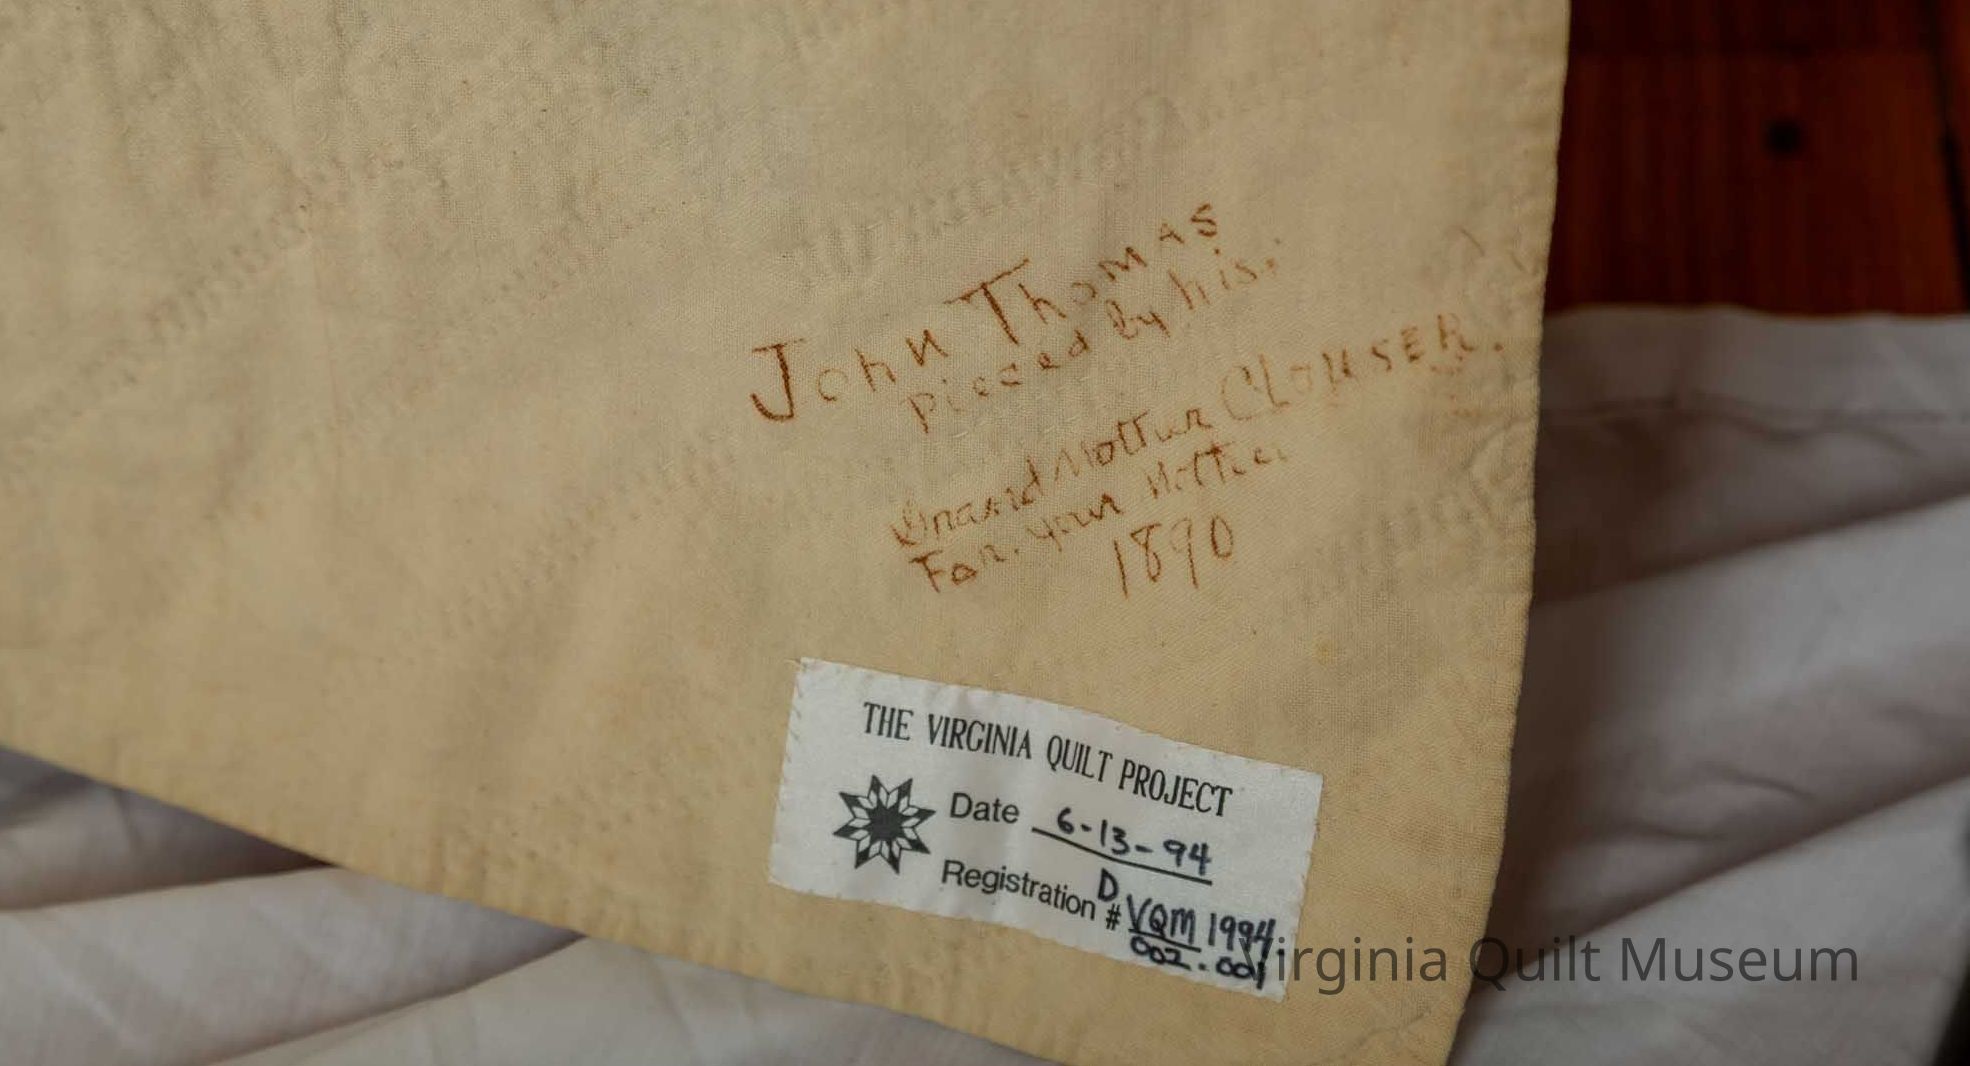 John Thomas
pieced by his.
Grand Mother Clouser.
For. your Mother
1890
THE VIRGINIA QUILT PROJECT
Date 6-13-94
Registration # D VQM 1994.
002.001
Virginia Quilt Museum